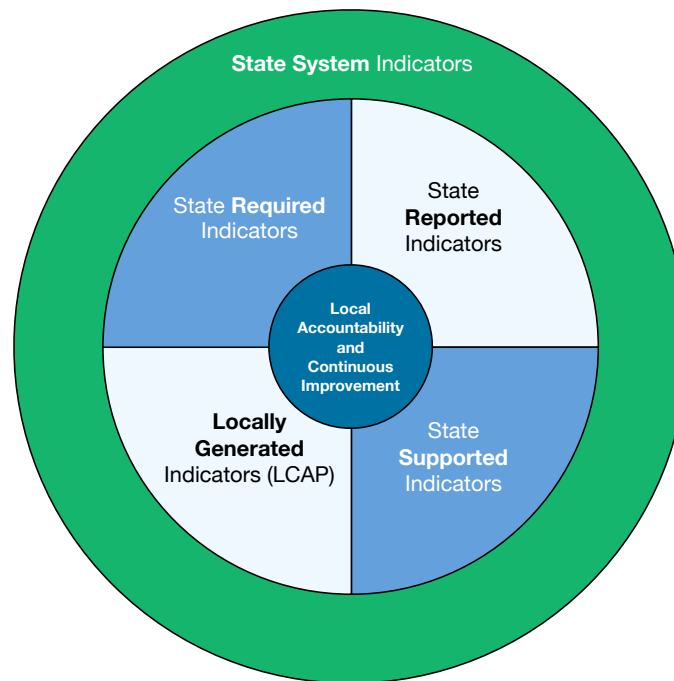 State System Indicators
State Required
Indicators
State
Reported
Indicators
Local
Accountability
and
Continuous
Improvement
Locally
Generated
Indicators (LCAP)
State
Supported
Indicators